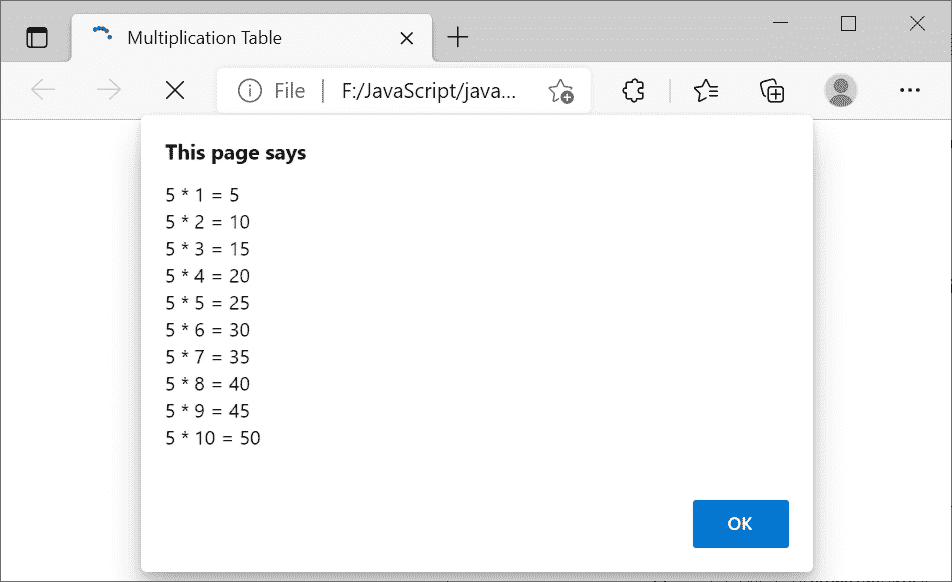 Multiplication Table
File F:/JavaScript/java...
This page says
5 * 1 = 5
5 * 2 = 10
5 * 3 = 15
5 * 4 = 20
5 * 5 = 25
5 * 6 = 30
5 * 7 = 35
5 * 8 = 40
5 * 9 = 45
5 * 10 = 50
OK